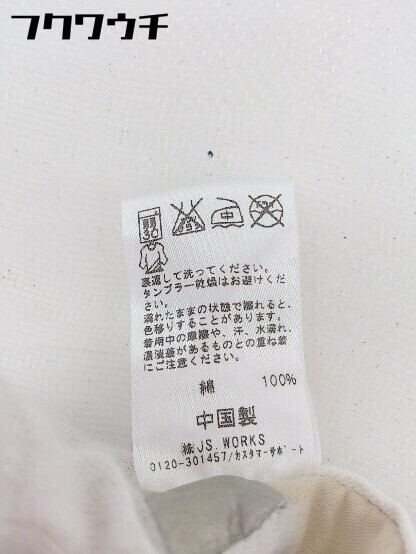 フクワウチ
弱
30
中
裏返して洗ってください。
タンブラー乾燥はお避けくだ
さい。
濡れたままの状態で擦れると、
色移りすることがあります。
着用中の摩擦や、汗、水濡れ、
濃淡差があるものとの重ね着
にご注意ください。
綿 100%
中国製
㈱JS.WORKS
0120-301457/カスタマーサポート